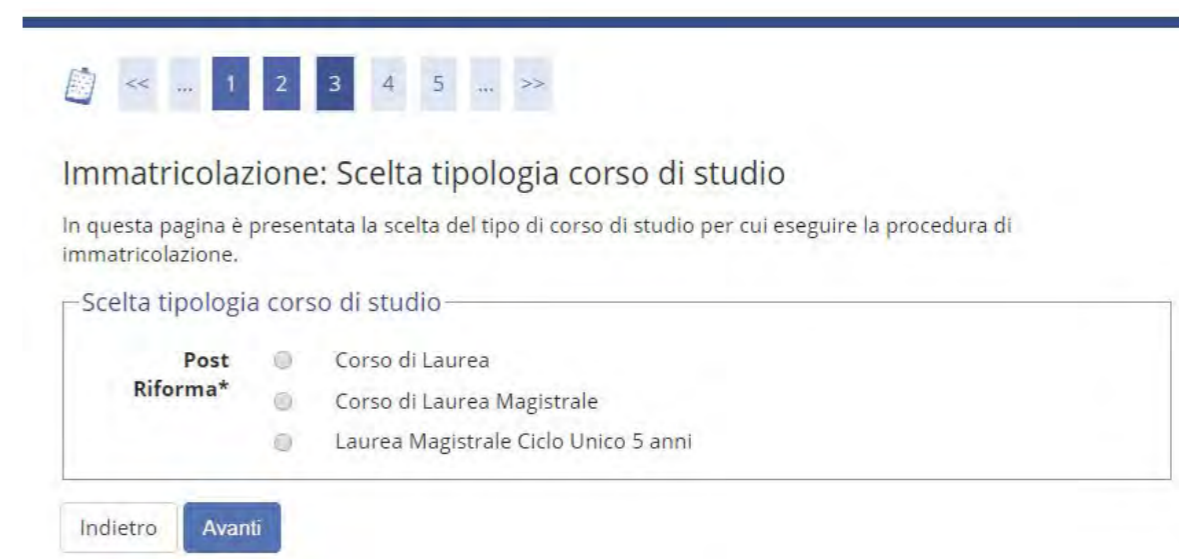 << ... 1 2 3 4 5 ... >>
Immatricolazione: Scelta tipologia corso di studio
In questa pagina è presentata la scelta del tipo di corso di studio per cui eseguire la procedura di
immatricolazione.
Scelta tipologia corso di studio
Post Riforma*
Corso di Laurea
Corso di Laurea Magistrale
Laurea Magistrale Ciclo Unico 5 anni
Indietro Avanti